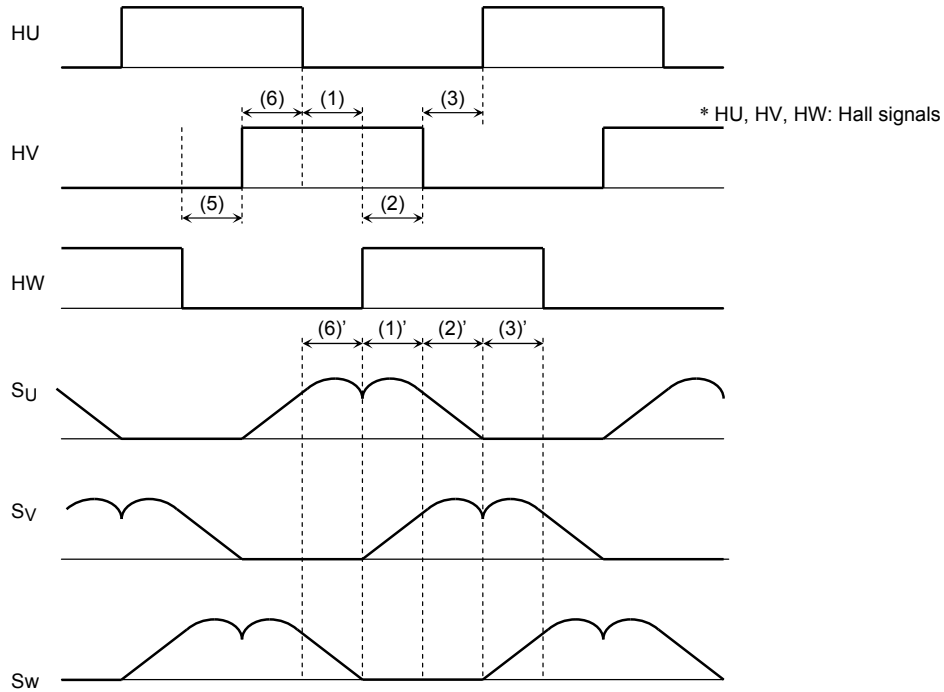 HU
(6) (1) (3)
* HU, HV, HW: Hall signals
HV
(5) (2)
HW
(6)’ (1)’ (2)’ (3)’
SU
SV
Sw